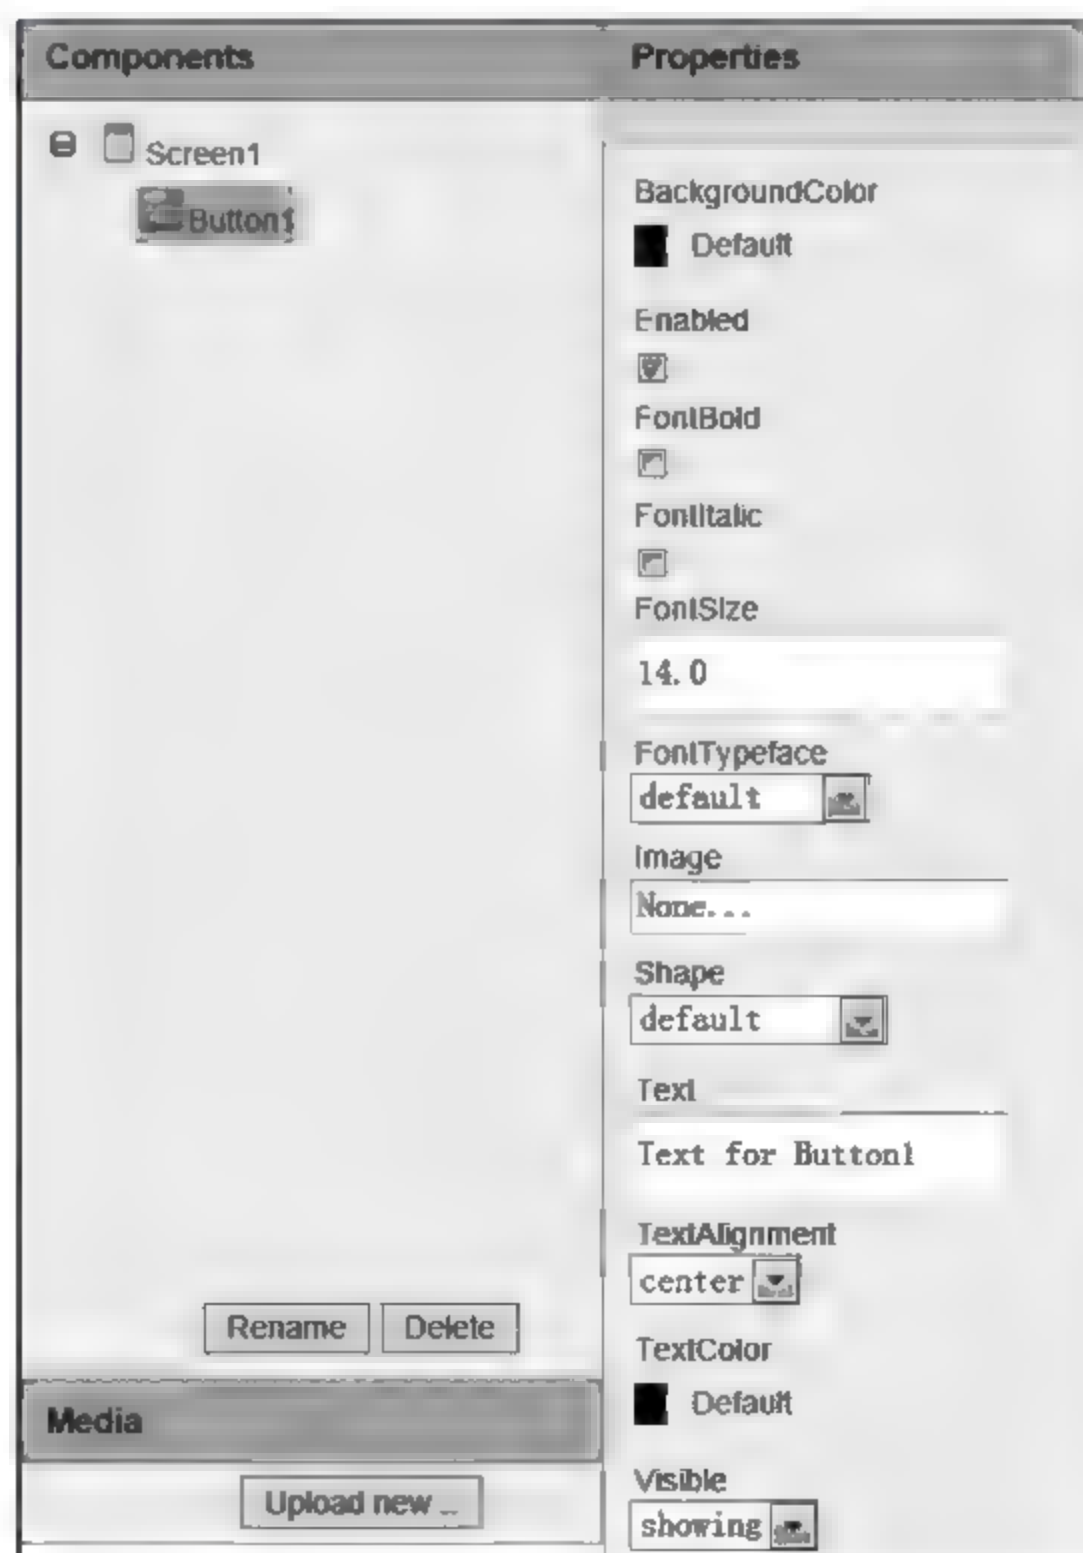 Components
Screen1
Button1
Rename
Delete
Media
Upload new ...
Properties
BackgroundColor
Default
Enabled
FontBold
FontItalic
FontSize
14.0
FontTypeface
default
Image
None...
Shape
default
Text
Text for Button1
TextAlignment
center
TextColor
Default
Visible
showing